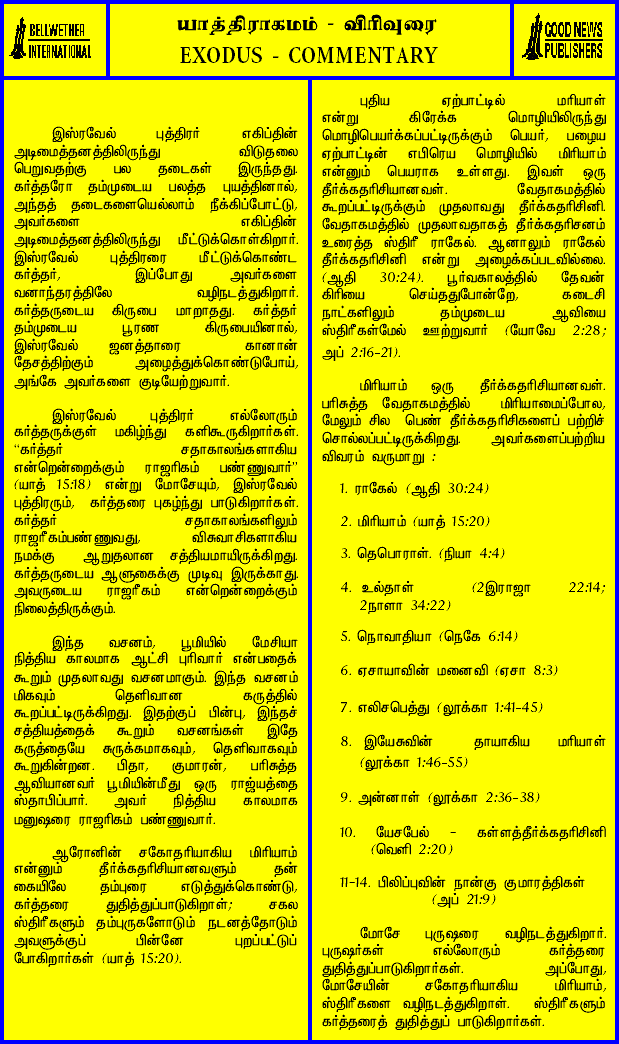 BELLWETHER
INTERNATIONAL
யாத்திராகமம் - விரிவுரை
EXODUS - COMMENTARY
GOOD NEWS
PUBLISHERS
இஸ்ரவேல் புத்திரர் எகிப்தின்
அடிமைத்தனத்திலிருந்து விடுதலை
பெறுவதற்கு பல தடைகள் இருந்தது.
கர்த்தரோ தம்முடைய பலத்த புயத்தினால்,
அந்தத் தடைகளையெல்லாம் நீக்கிப்போட்டு,
அவர்களை எகிப்தின்
அடிமைத்தனத்திலிருந்து மீட்டுக்கொள்கிறார்.
இஸ்ரவேல் புத்திரரை மீட்டுக்கொண்ட
கர்த்தர், இப்போது அவர்களை
வனாந்தரத்திலே வழிநடத்துகிறார்.
கர்த்தருடைய கிருபை மாறாதது. கர்த்தர்
தம்முடைய பூரண கிருபையினால்,
இஸ்ரவேல் ஜனத்தாரை கானான்
தேசத்திற்கும் அழைத்துக்கொண்டுபோய்,
அங்கே அவர்களை குடியேற்றுவார்.
இஸ்ரவேல் புத்திரர் எல்லோரும்
கர்த்தருக்குள் மகிழ்ந்து களிகூருகிறார்கள்.
“கர்த்தர் சதாகாலங்களாகிய
என்றென்றைக்கும் ராஜரிகம் பண்ணுவார்”
(யாத் 15:18) என்று மோசேயும், இஸ்ரவேல்
புத்திரரும், கர்த்தரை புகழ்ந்து பாடுகிறார்கள்.
கர்த்தர் சதாகாலங்களிலும்
ராஜரீகம்பண்ணுவது, விசுவாசிகளாகிய
நமக்கு ஆறுதலான சத்தியமாயிருக்கிறது.
கர்த்தருடைய ஆளுகைக்கு முடிவு இருக்காது.
அவருடைய ராஜரீகம் என்றென்றைக்கும்
நிலைத்திருக்கும்.
இந்த வசனம், பூமியில் மேசியா
நித்திய காலமாக ஆட்சி புரிவார் என்பதைக்
கூறும் முதலாவது வசனமாகும். இந்த வசனம்
மிகவும் தெளிவான கருத்தில்
கூறப்பட்டிருக்கிறது. இதற்குப் பின்பு, இந்தச்
சத்தியத்தைக் கூறும் வசனங்கள் இதே
கருத்தையே சுருக்கமாகவும், தெளிவாகவும்
கூறுகின்றன. பிதா, குமாரன், பரிசுத்த
ஆவியானவர் பூமியின்மீது ஒரு ராஜ்யத்தை
ஸ்தாபிப்பார். அவர் நித்திய காலமாக
மனுஷரை ராஜரிகம் பண்ணுவார்.
ஆரோனின் சகோதரியாகிய மிரியாம்
என்னும் தீர்க்கதரிசியானவளும் தன்
கையிலே தம்புரை எடுத்துக்கொண்டு,
கர்த்தரை துதித்துப்பாடுகிறாள்; சகல
ஸ்திரீகளும் தம்புருகளோடும் நடனத்தோடும்
அவளுக்குப் பின்னே புறப்பட்டுப்
போகிறார்கள் (யாத் 15:20).
புதிய ஏற்பாட்டில் மரியாள்
என்று கிரேக்க மொழியிலிருந்து
மொழிபெயர்க்கப்பட்டிருக்கும் பெயர், பழைய
ஏற்பாட்டின் எபிரெய மொழியில் மிரியாம்
என்னும் பெயராக உள்ளது. இவள் ஒரு
தீர்க்கதரிசியானவள். வேதாகமத்தில்
கூறப்பட்டிருக்கும் முதலாவது தீர்க்கதரிசினி.
வேதாகமத்தில் முதலாவதாகத் தீர்க்கதரிசனம்
உரைத்த ஸ்திரீ ராகேல். ஆனாலும் ராகேல்
தீர்க்கதரிசினி என்று அழைக்கப்படவில்லை.
(ஆதி 30:24). பூர்வகாலத்தில் தேவன்
கிரியை செய்ததுபோன்றே, கடைசி
நாட்களிலும் தம்முடைய ஆவியை
ஸ்திரீகள்மேல் ஊற்றுவார் (யோவே 2:28;
அப் 2:16-21).
மிரியாம் ஒரு தீர்க்கதரிசியானவள்.
பரிசுத்த வேதாகமத்தில் மிரியாமைப்போல,
மேலும் சில பெண் தீர்க்கதரிசிகளைப் பற்றிச்
சொல்லப்பட்டிருக்கிறது. அவர்களைப்பற்றிய
விவரம் வருமாறு :
1. ராகேல் (ஆதி 30:24)
2. மிரியாம் (யாத் 15:20)
3. தெபொராள். (நியா 4:4)
4. உல்தாள் (2இராஜா 22:14;
2நாளா 34:22)
5. நொவாதியா (நெகே 6:14)
6. ஏசாயாவின் மனைவி (ஏசா 8:3)
7. எலிசபெத்து (லூக்கா 1:41-45)
8. இயேசுவின் தாயாகிய மரியாள்
(லூக்கா 1:46-55)
9. அன்னாள் (லூக்கா 2:36-38)
10. யேசபேல் - கள்ளத்தீர்க்கதரிசினி
(வெளி 2:20)
11-14. பிலிப்புவின் நான்கு குமாரத்திகள்
(அப் 21:9)
மோசே புருஷரை வழிநடத்துகிறார்.
புருஷர்கள் எல்லோரும் கர்த்தரை
துதித்துப்பாடுகிறார்கள். அப்போது,
மோசேயின் சகோதரியாகிய மிரியாம்,
ஸ்திரீகளை வழிநடத்துகிறாள். ஸ்திரீகளும்
கர்த்தரைத் துதித்துப் பாடுகிறார்கள்.